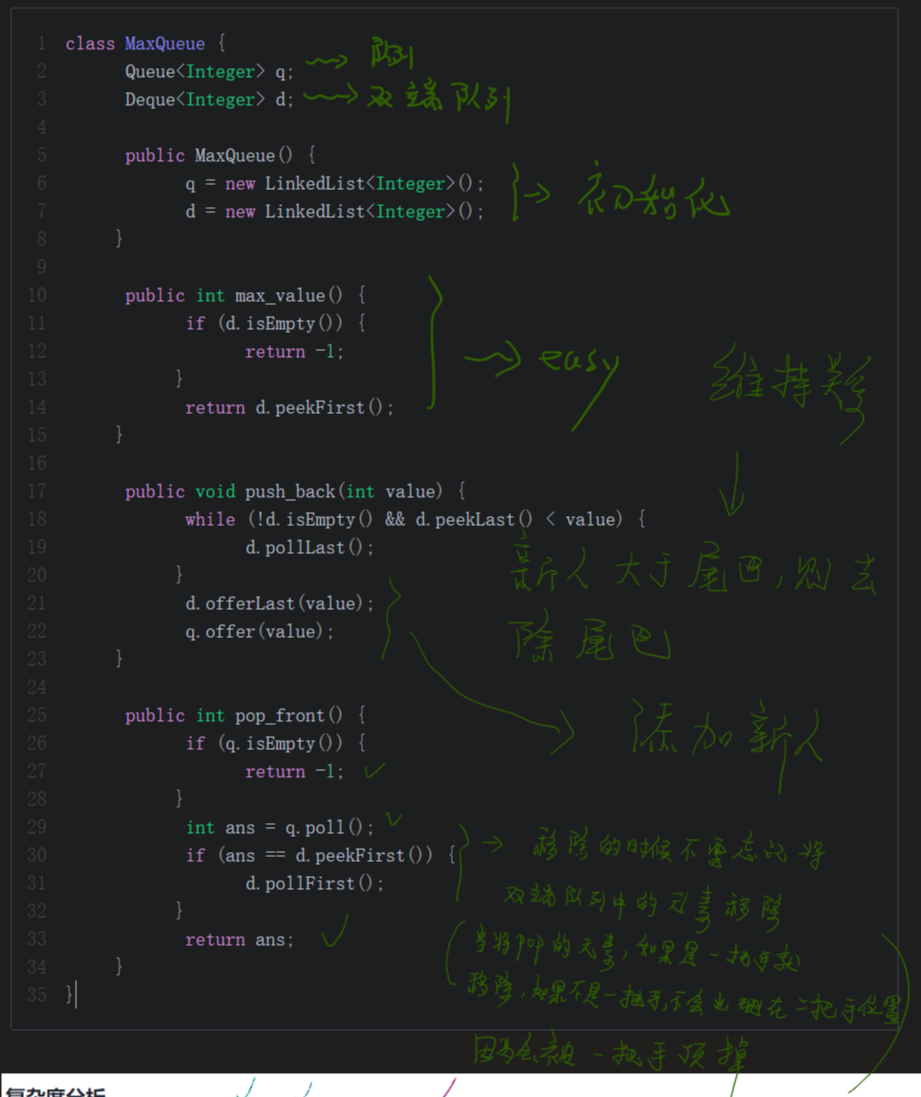 1 class MaxQueue {
2 Queue<Integer> q; 队列
3 Deque<Integer> d; 双端队列
4
5 public MaxQueue() {
6 q = new LinkedList<Integer>();
7 d = new LinkedList<Integer>();
初始化
8 }
9
10 public int max_value() {
11 if (d.isEmpty()) {
12 return -1;
easy
13 }
14 return d.peekFirst();
维持
15 }
16
17 public void push_back(int value) {
18 while (!d.isEmpty() && d.peekLast() < value) {
19 d.pollLast();
新人大于尾巴,则去
20 }
21 d.offerLast(value);
22 q.offer(value);
除尾巴
23 }
24
25 public int pop_front() {
添加新人
26 if (q.isEmpty()) {
27 return -1;
28 }
29 int ans = q.poll();
30 if (ans == d.peekFirst()) {
移除的时候不要忘记将
31 d.pollFirst();
双端队列中的元素移除
32 }
33 return ans;
当将pop的元素,如果是一把手就
34 }
移除,如果不是一把手,不会出现在二把手位置
35 }
因为会被一把手顶掉
复杂度分析